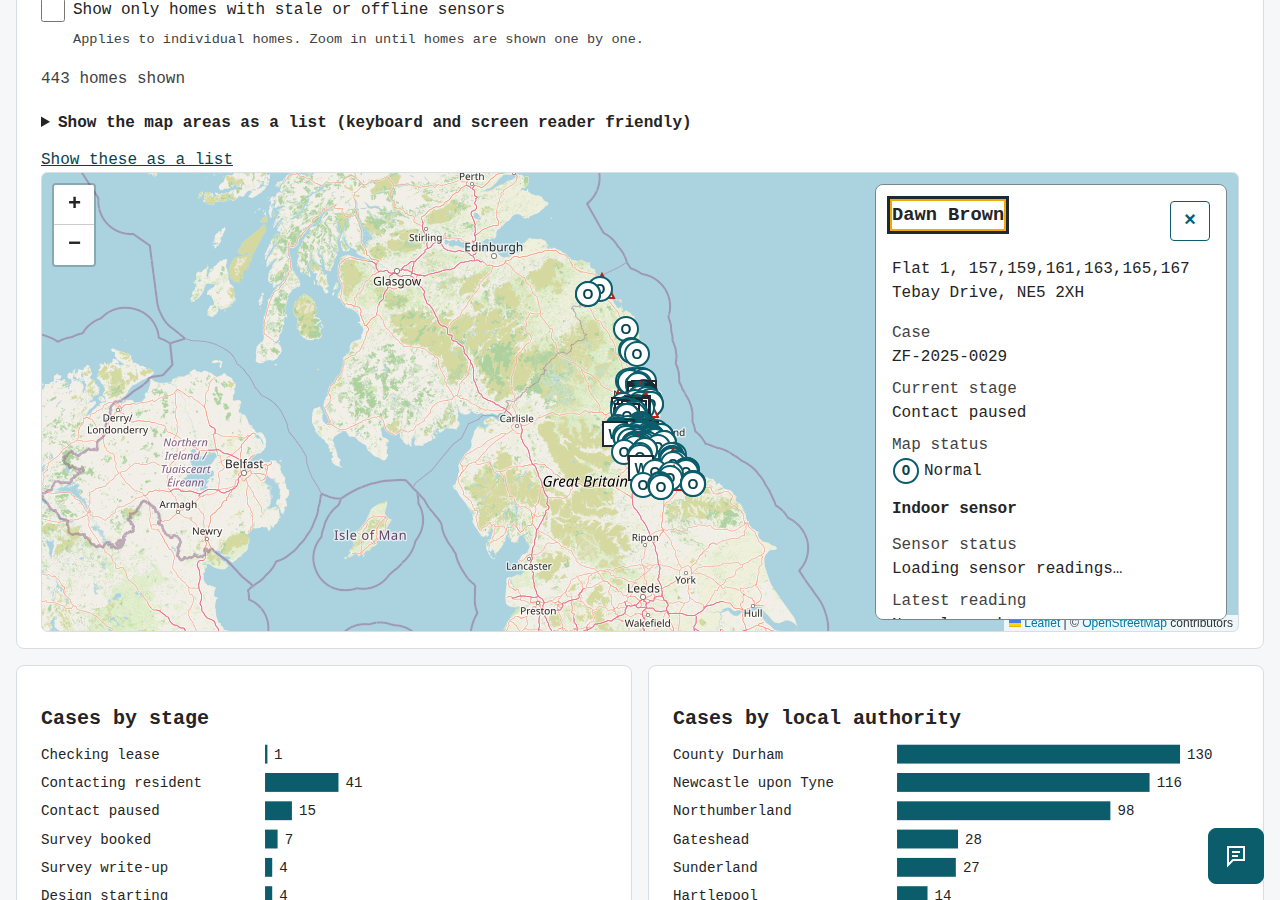 Show only homes with stale or offline sensors
Applies to individual homes. Zoom in until homes are shown one by one.
443 homes shown
Show the map areas as a list (keyboard and screen reader friendly)
Show these as a list
+
−
Perth
Stirling
Edinburgh
Glasgow
Carlisle
Derry/
Londonderry
Northern
Ireland /
Tuaisceart
Éireann
Belfast
Armagh
Newry
Isle of Man
Great Britain
Ripon
Lancaster
York
Leeds
Preston
Hull
Wakefield
Dawn Brown
×
Flat 1, 157,159,161,163,165,167
Tebay Drive, NE5 2XH
Case
ZF-2025-0029
Current stage
Contact paused
Map status
O Normal
Indoor sensor
Sensor status
Loading sensor readings…
Latest reading
Leaflet | © OpenStreetMap contributors
Cases by stage
Checking lease 1
Contacting resident 41
Contact paused 15
Survey booked 7
Survey write-up 4
Design starting 4
Cases by local authority
County Durham 130
Newcastle upon Tyne 116
Northumberland 98
Gateshead 28
Sunderland 27
Hartlepool 14